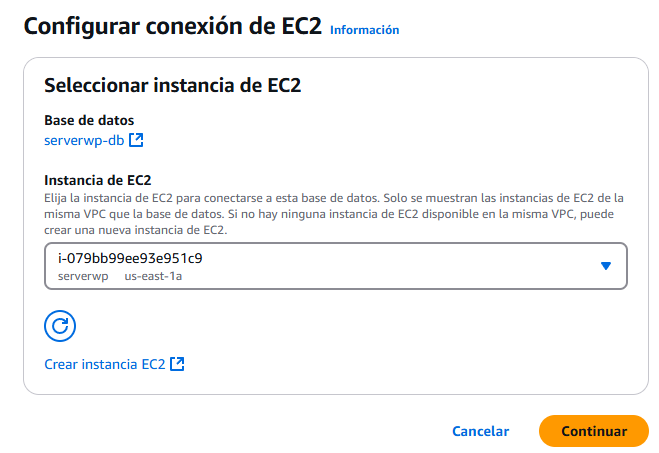 Configurar conexión de EC2 Información
Seleccionar instancia de EC2
Base de datos
serverwp-db
Instancia de EC2
Elija la instancia de EC2 para conectarse a esta base de datos. Solo se muestran las instancias de EC2 de la
misma VPC que la base de datos. Si no hay ninguna instancia de EC2 disponible en la misma VPC, puede
crear una nueva instancia de EC2.
i-079bb99ee93e951c9
serverwp us-east-1a
Crear instancia EC2
Cancelar Continuar